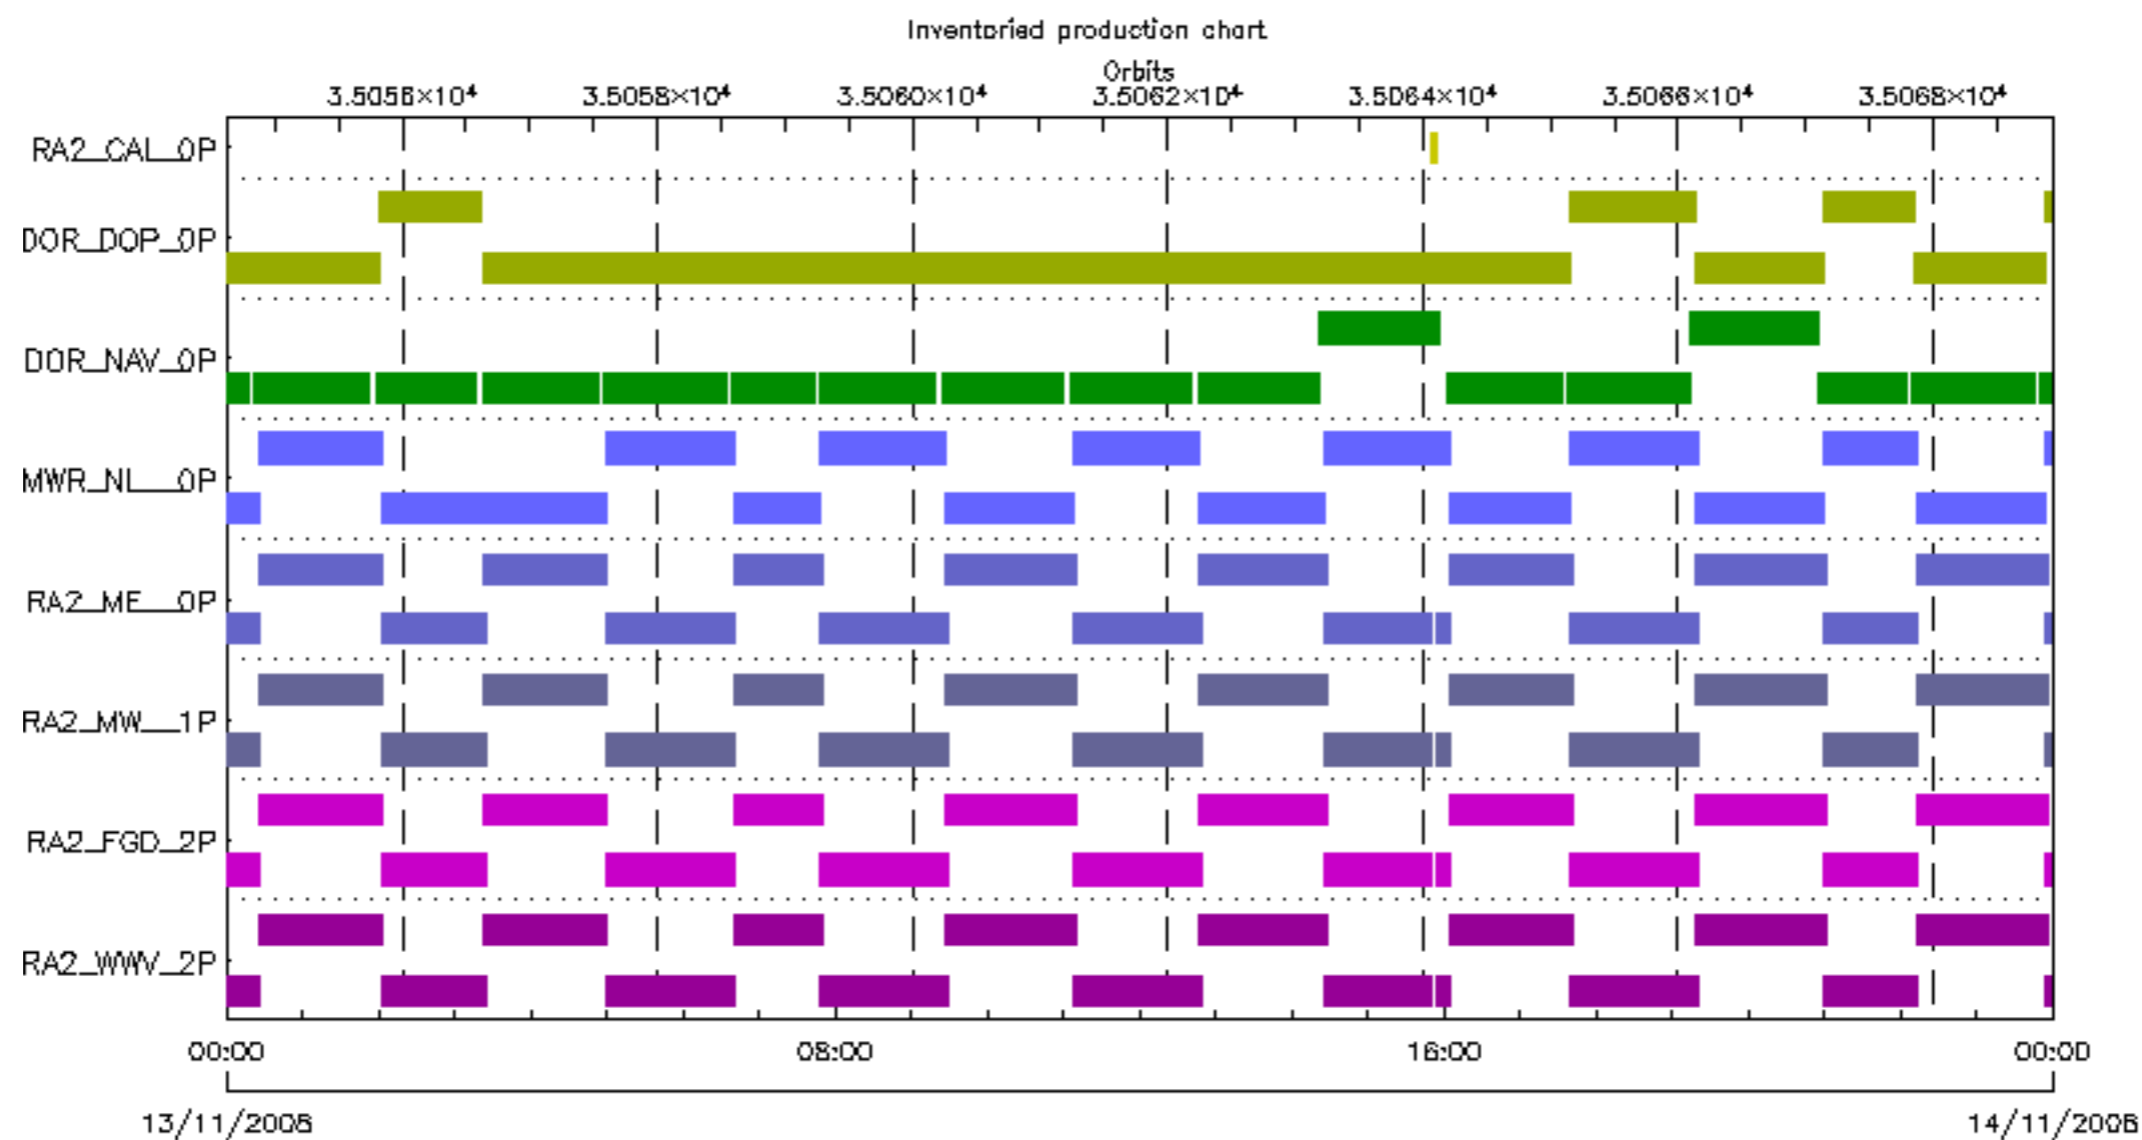 Inventoried production chart
Orbits
3.5056×10⁴ 3.5058×10⁴ 3.5060×10⁴ 3.5062×10⁴ 3.5064×10⁴ 3.5066×10⁴ 3.5068×10⁴
RA2_CAL_0P
DOR_DOP_0P
DOR_NAV_0P
MWR_NL__0P
RA2_ME__0P
RA2_MW__1P
RA2_FGD_2P
RA2_WWV_2P
00:00 08:00 16:00 00:00
13/11/2008 14/11/2008